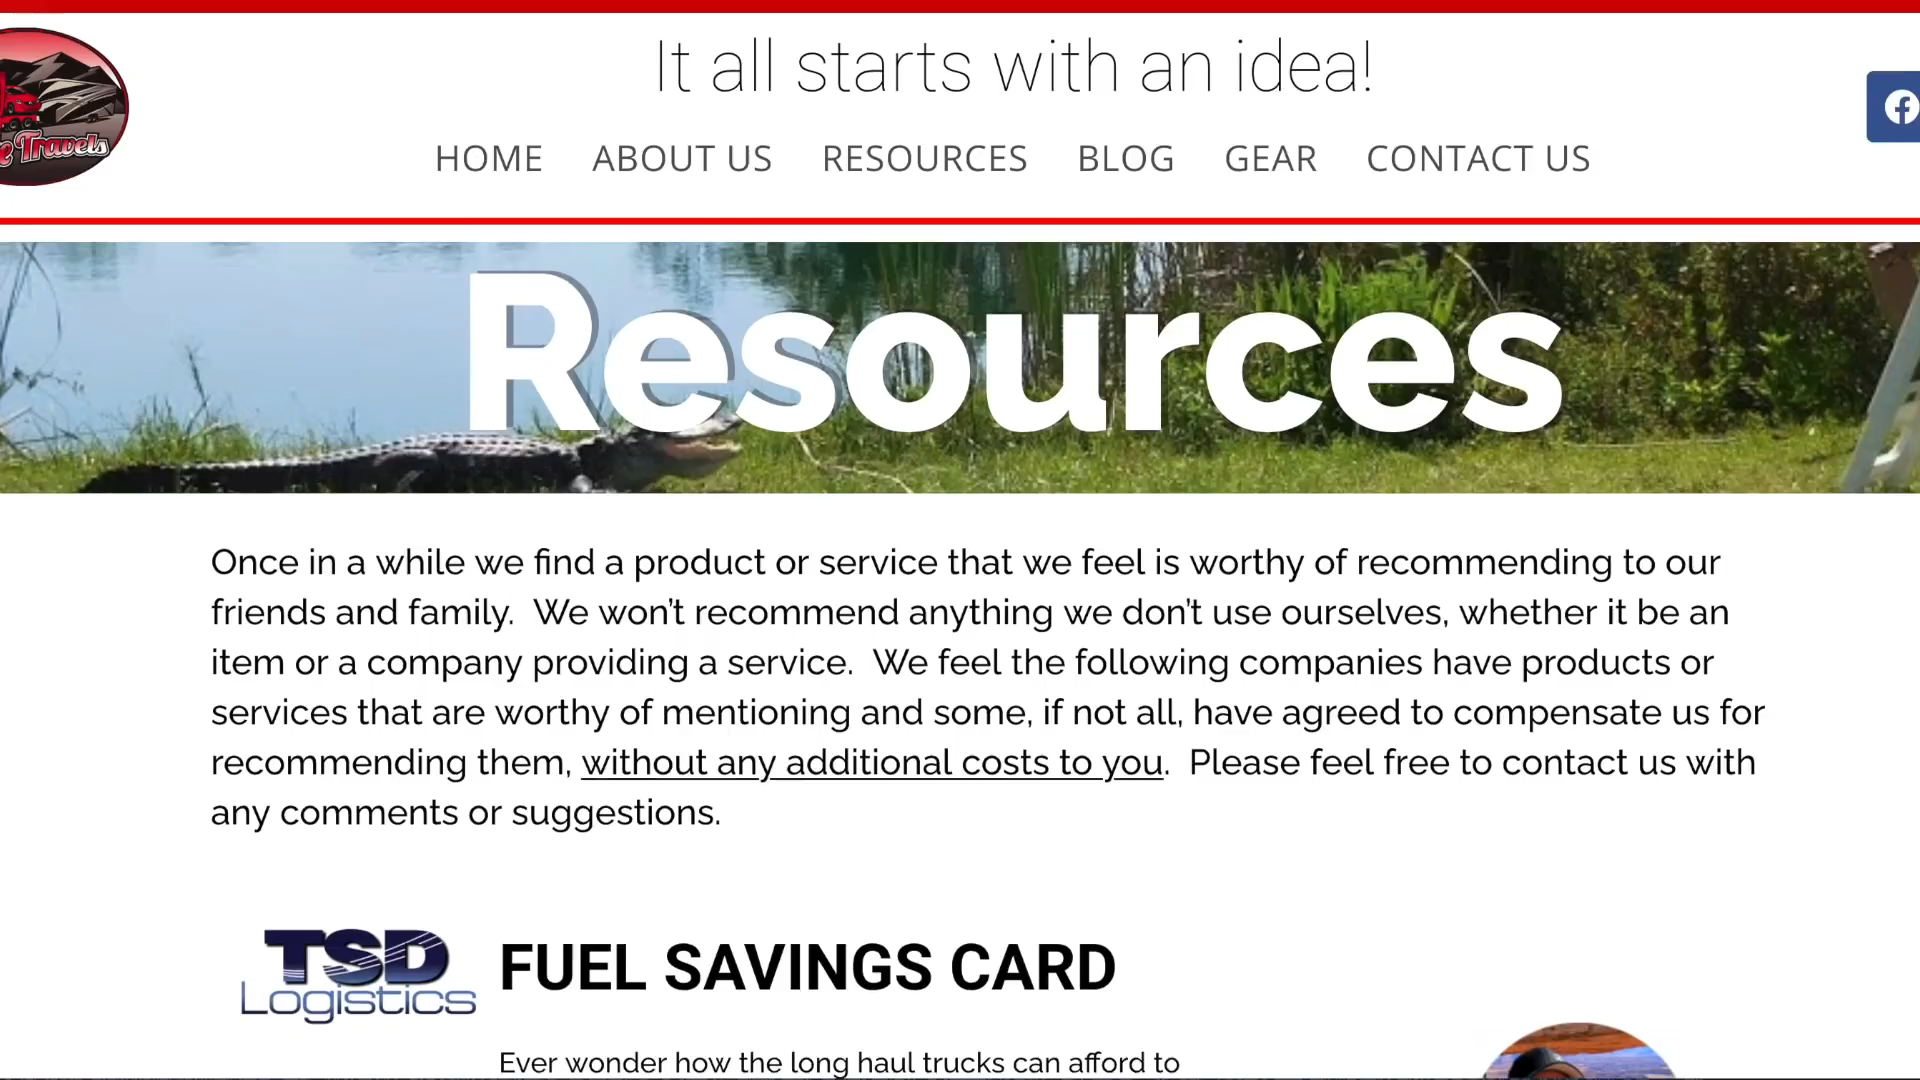 It all starts with an idea!
HOME ABOUT US RESOURCES BLOG GEAR CONTACT US
Travels
Resources
Once in a while we find a product or service that we feel is worthy of recommending to our
friends and family.  We won't recommend anything we don't use ourselves, whether it be an
item or a company providing a service.  We feel the following companies have products or
services that are worthy of mentioning and some, if not all, have agreed to compensate us for
recommending them, without any additional costs to you.  Please feel free to contact us with
any comments or suggestions.
TSD
Logistics
FUEL SAVINGS CARD
Ever wonder how the long haul trucks can afford to